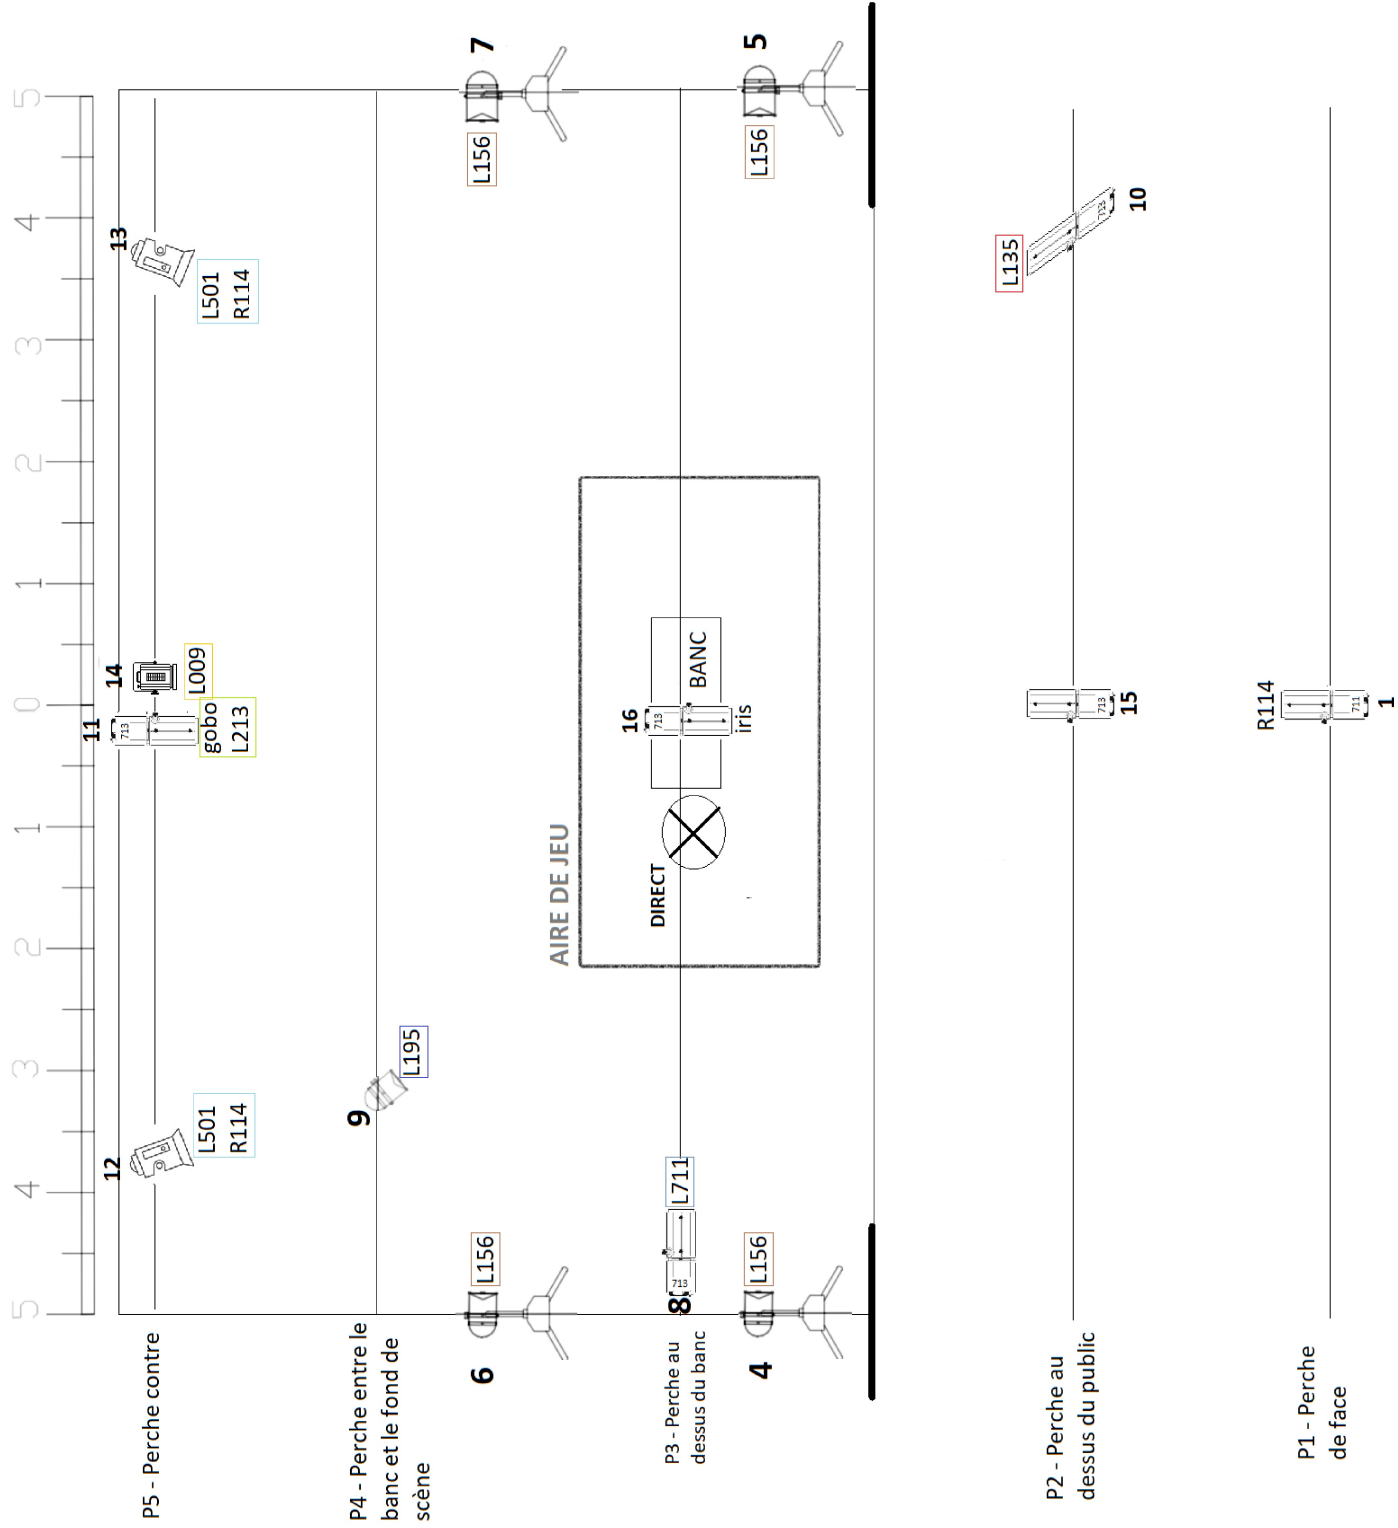 5 4 3 2 1 0 1 2 3 4 5
P5 - Perche contre
12
L501
R114
11
713
gobo
L213
14
L009
13
L501
R114
P4 - Perche entre le
banc et le fond de
scène
9
L195
6
L156
7
L156
AIRE DE JEU
P3 - Perche au
dessus du banc
8
713
L711
DIRECT
16
713
iris
BANC
4
L156
5
L156
P2 - Perche au
dessus du public
15
713
L135
713
10
P1 - Perche
de face
R114
711
1